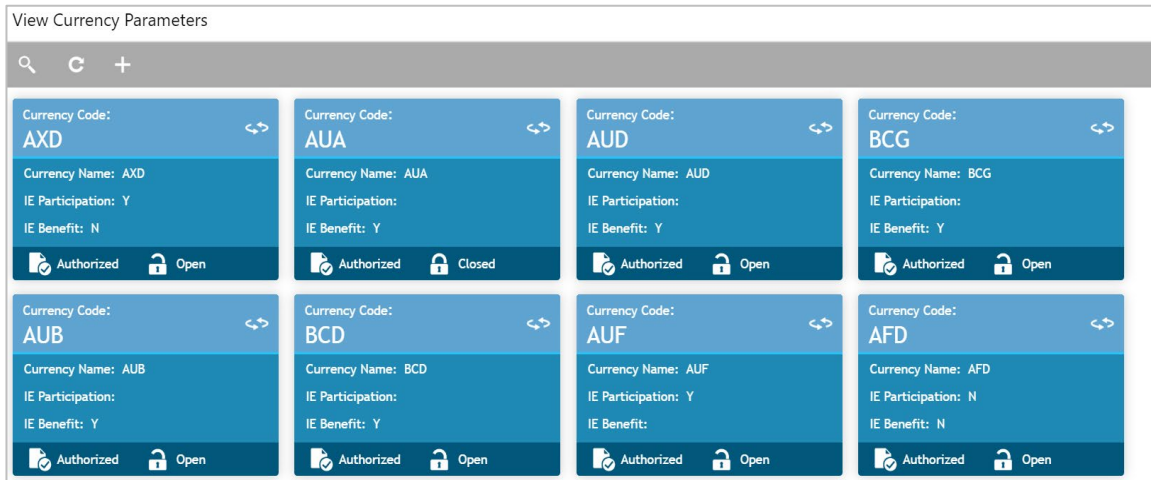 View Currency Parameters
Currency Code:
AXD
Currency Name: AXD
IE Participation: Y
IE Benefit: N
Authorized Open
Currency Code:
AUA
Currency Name: AUA
IE Participation:
IE Benefit: Y
Authorized Closed
Currency Code:
AUD
Currency Name: AUD
IE Participation:
IE Benefit: Y
Authorized Open
Currency Code:
BCG
Currency Name: BCG
IE Participation:
IE Benefit: Y
Authorized Open
Currency Code:
AUB
Currency Name: AUB
IE Participation:
IE Benefit: Y
Authorized Open
Currency Code:
BCD
Currency Name: BCD
IE Participation:
IE Benefit: Y
Authorized Open
Currency Code:
AUF
Currency Name: AUF
IE Participation: Y
IE Benefit:
Authorized Open
Currency Code:
AFD
Currency Name: AFD
IE Participation: N
IE Benefit: N
Authorized Open